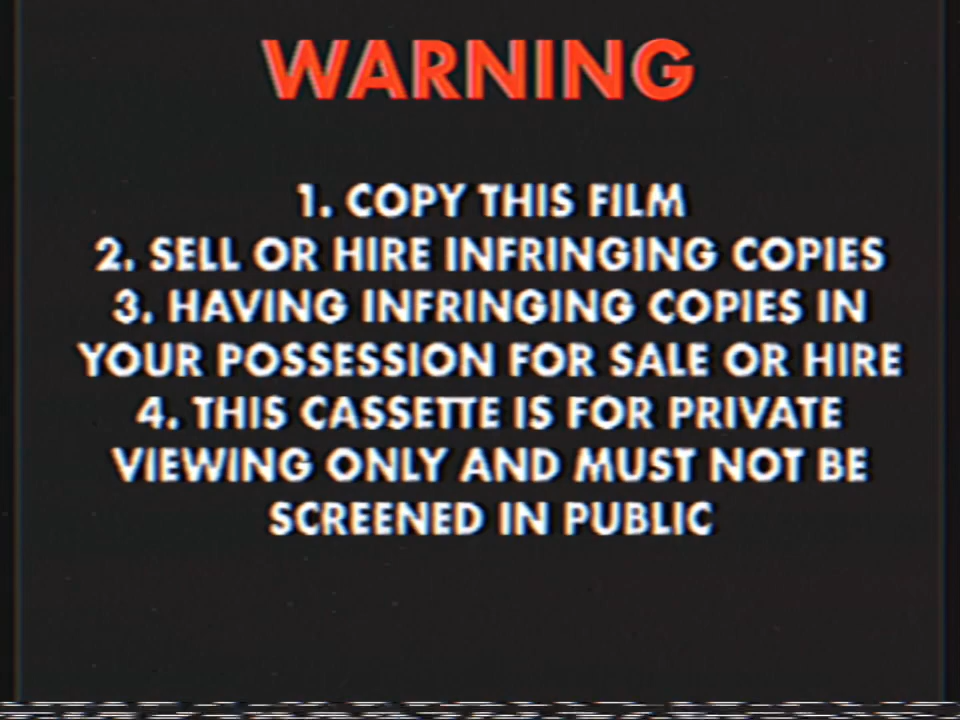 WARNING
1. COPY THIS FILM
2. SELL OR HIRE INFRINGING COPIES
3. HAVING INFRINGING COPIES IN
YOUR POSSESSION FOR SALE OR HIRE
4. THIS CASSETTE IS FOR PRIVATE
VIEWING ONLY AND MUST NOT BE
SCREENED IN PUBLIC